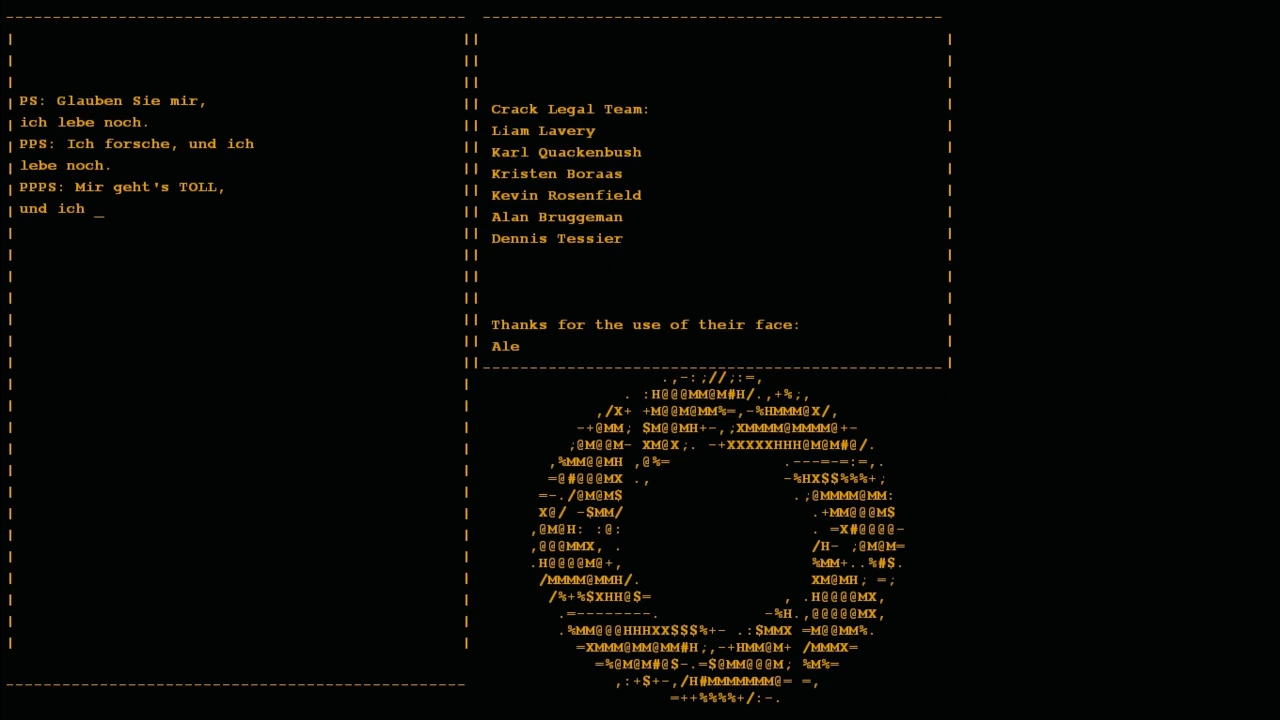 PS: Glauben Sie mir,
ich lebe noch.
PPS: Ich forsche, und ich
lebe noch.
PPPS: Mir geht's TOLL,
und ich _
Crack Legal Team:
Liam Lavery
Karl Quackenbush
Kristen Boraas
Kevin Rosenfield
Alan Bruggeman
Dennis Tessier
Thanks for the use of their face:
Ale